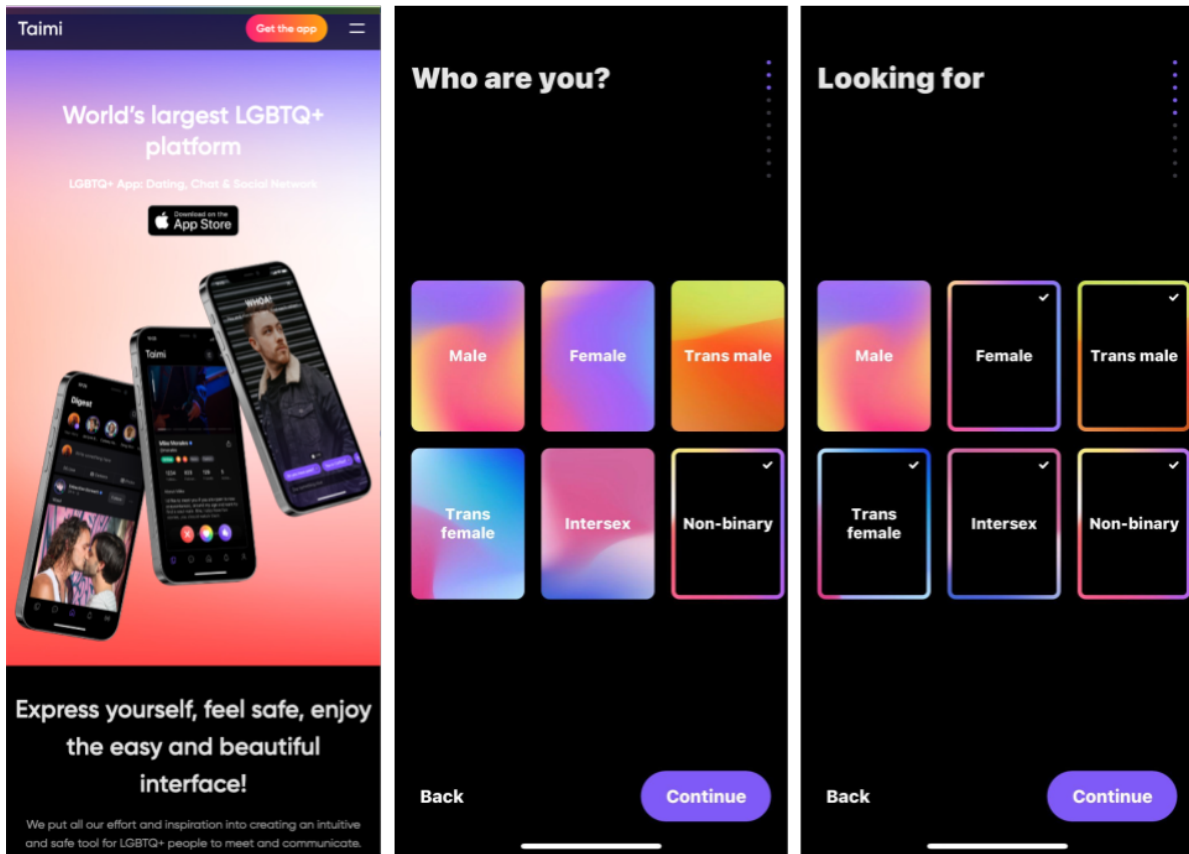 Taimi
Get the app
World's largest LGBTQ+
platform
LGBTQ+ App: Dating, Chat & Social Network
Download on the
App Store
WHOA!
Taimi
Digest
Mike Morales
Express yourself, feel safe, enjoy
the easy and beautiful
interface!
We put all our effort and inspiration into creating an intuitive
and safe tool for LGBTQ+ people to meet and communicate.
Who are you?
Male
Female
Trans male
Trans
female
Intersex
Non-binary
Back
Continue
Looking for
Male
Female
Trans male
Trans
female
Intersex
Non-binary
Back
Continue